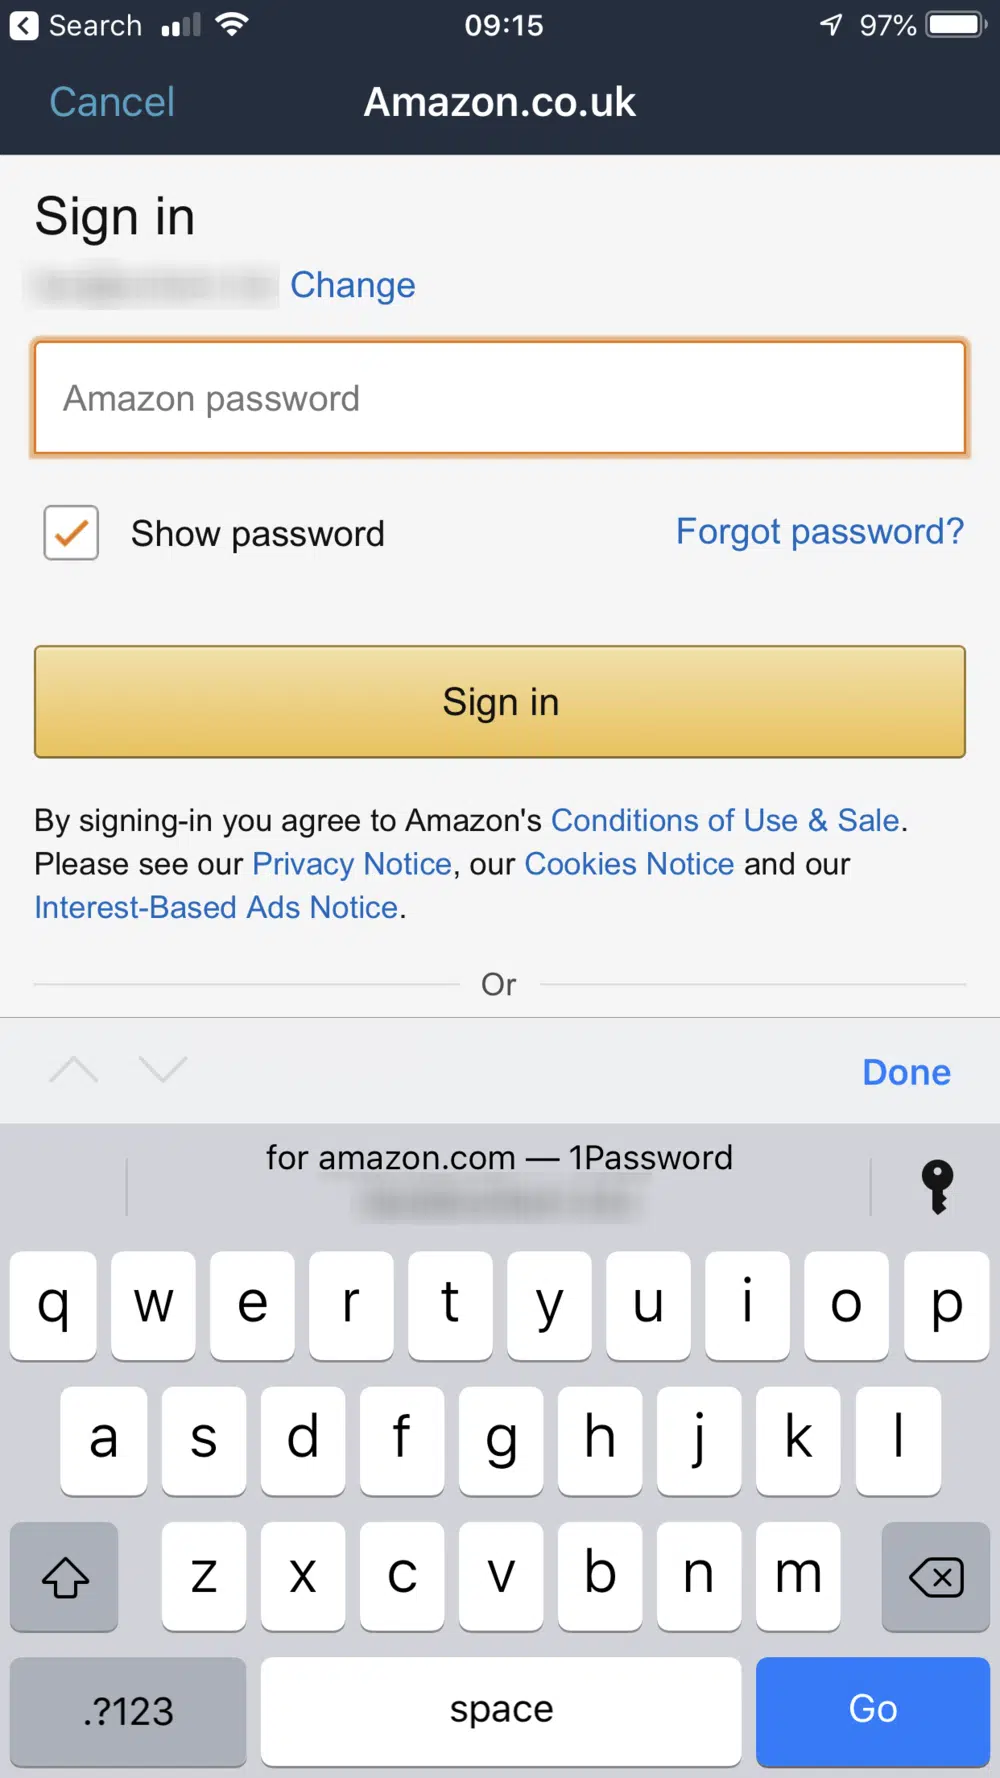 Search 09:15 97%
Cancel Amazon.co.uk
Sign in
Change
Amazon password
Show password Forgot password?
Sign in
By signing-in you agree to Amazon's Conditions of Use & Sale.
Please see our Privacy Notice, our Cookies Notice and our
Interest-Based Ads Notice.
Or
Done
for amazon.com — 1Password
q w e r t y u i o p
a s d f g h j k l
z x c v b n m
.?123 space Go